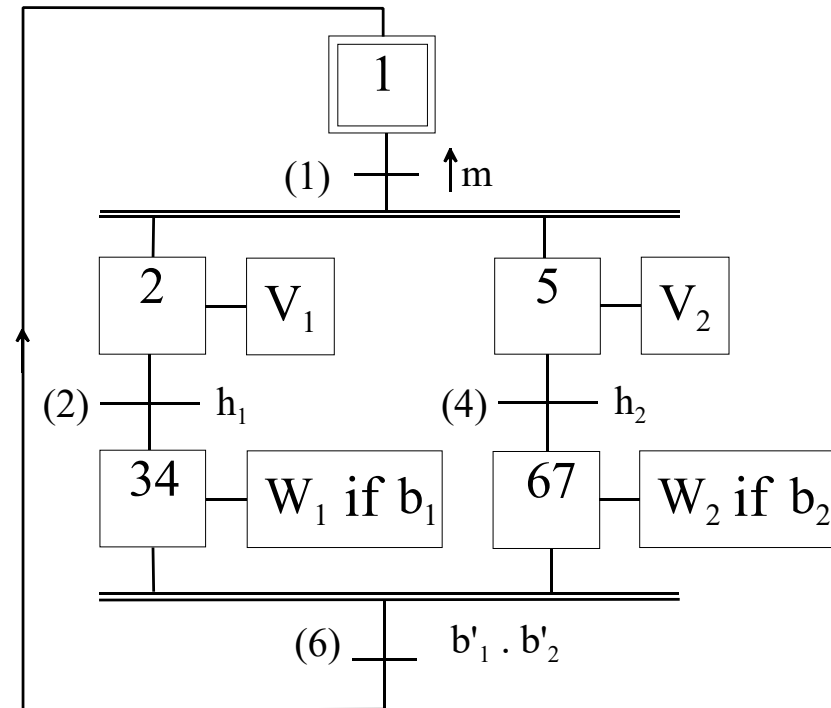 1
(1) m
2 V₁ 5 V₂
(2) h₁ (4) h₂
34 W₁ if b₁ 67 W₂ if b₂
(6) b'₁ . b'₂